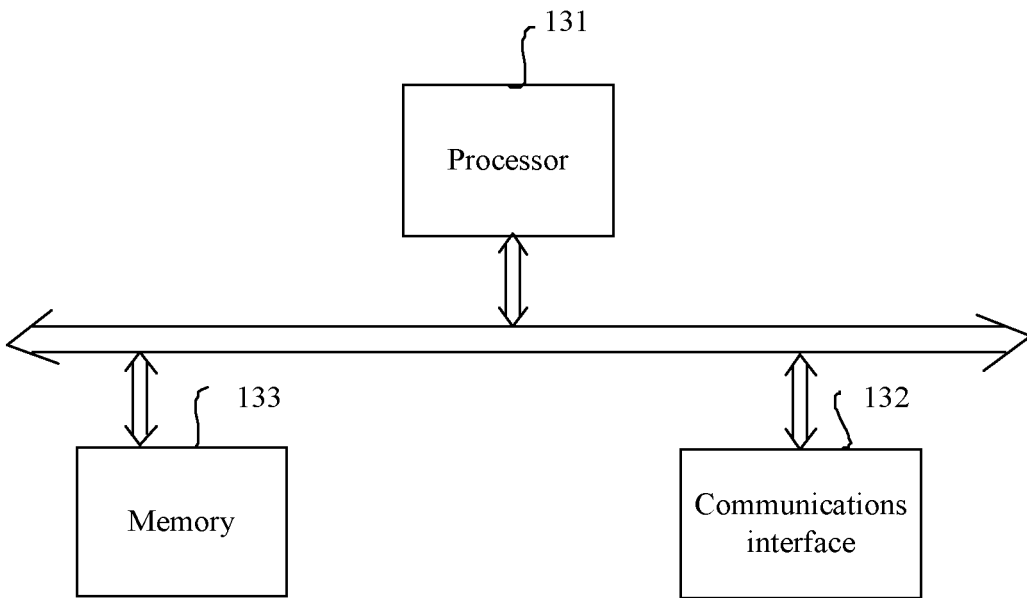 131
Processor
133
132
Memory
Communications
interface